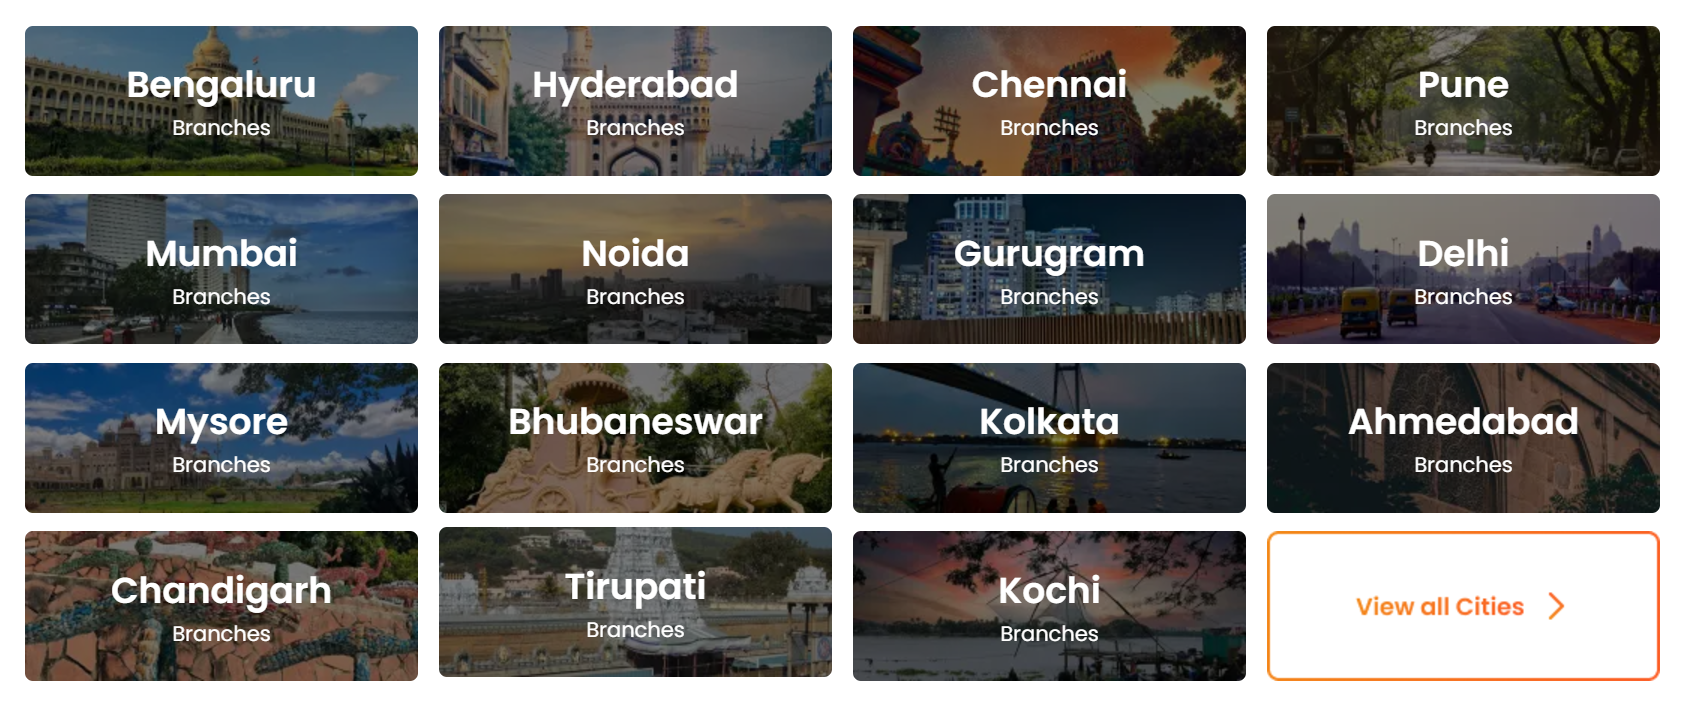 Bengaluru
Branches
Hyderabad
Branches
Chennai
Branches
Pune
Branches
Mumbai
Branches
Noida
Branches
Gurugram
Branches
Delhi
Branches
Mysore
Branches
Bhubaneswar
Branches
Kolkata
Branches
Ahmedabad
Branches
Chandigarh
Branches
Tirupati
Branches
Kochi
Branches
View all Cities